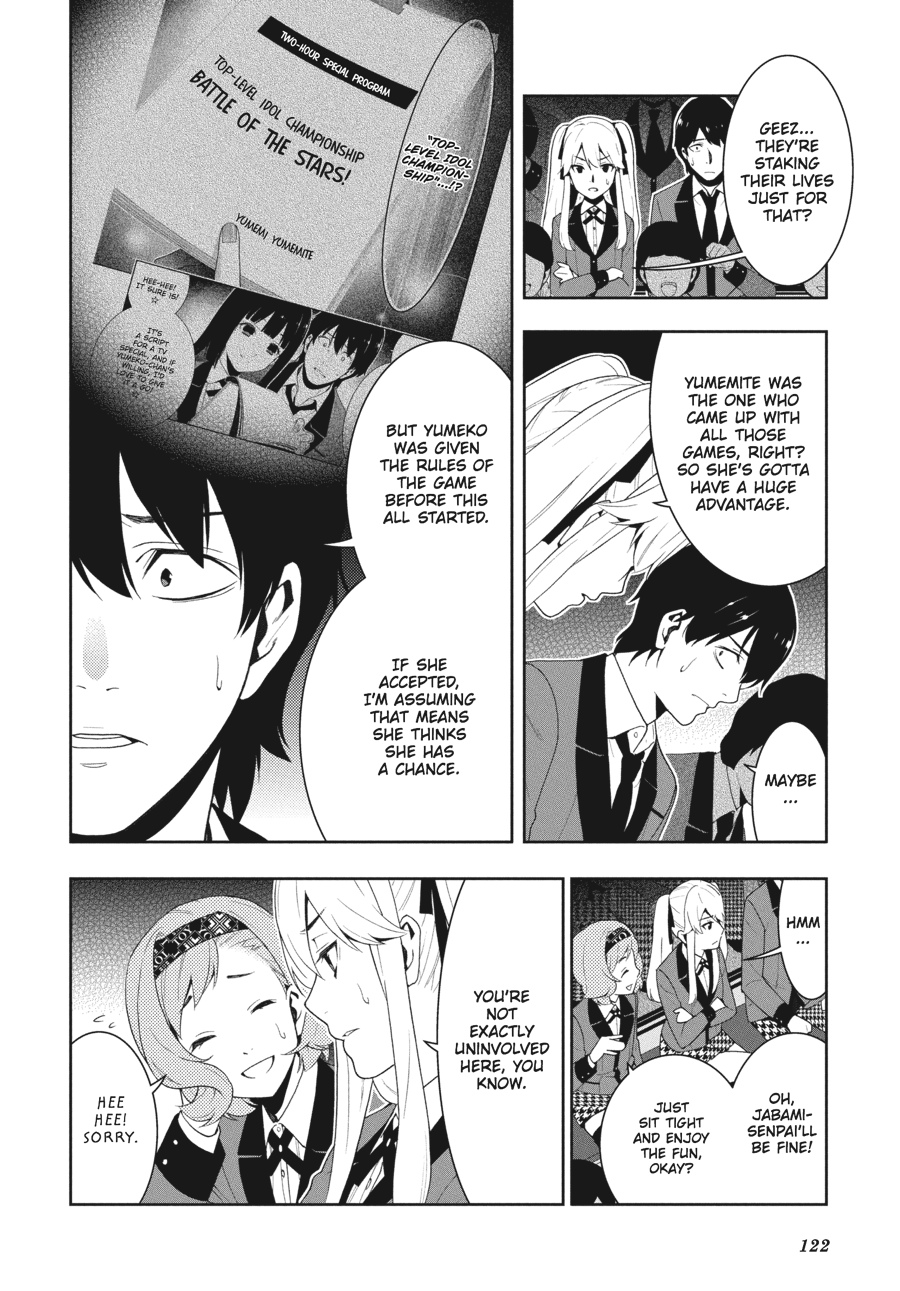 GEEZ...
THEY'RE
STAKING
THEIR LIVES
JUST FOR
THAT?
YUMEMITE WAS
THE ONE WHO
CAME UP WITH
ALL THOSE
GAMES, RIGHT?
SO SHE'S GOTTA
HAVE A HUGE
ADVANTAGE.
MAYBE
...
TWO-HOUR SPECIAL PROGRAM
TOP-LEVEL IDOL CHAMPIONSHIP
BATTLE OF THE STARS!
YUMEMI YUMEMITE
"TOP-
LEVEL IDOL
CHAMPION-
SHIP"...!?
HEE-HEE!
IT SURE IS!
☆
IT'S
A SCRIPT
FOR A TV
SPECIAL, AND IF
YUMEKO-CHAN'S
WILLING, I'D
LOVE TO GIVE
IT A GO!
☆
BUT YUMEKO
WAS GIVEN
THE RULES OF
THE GAME
BEFORE THIS
ALL STARTED.
IF SHE
ACCEPTED,
I'M ASSUMING
THAT MEANS
SHE THINKS
SHE HAS
A CHANCE.
HMM
...
OH,
JABAMI-
SENPAI'LL
BE FINE!
JUST
SIT TIGHT
AND ENJOY
THE FUN,
OKAY?
YOU'RE
NOT
EXACTLY
UNINVOLVED
HERE, YOU
KNOW.
HEE
HEE!
SORRY.
122